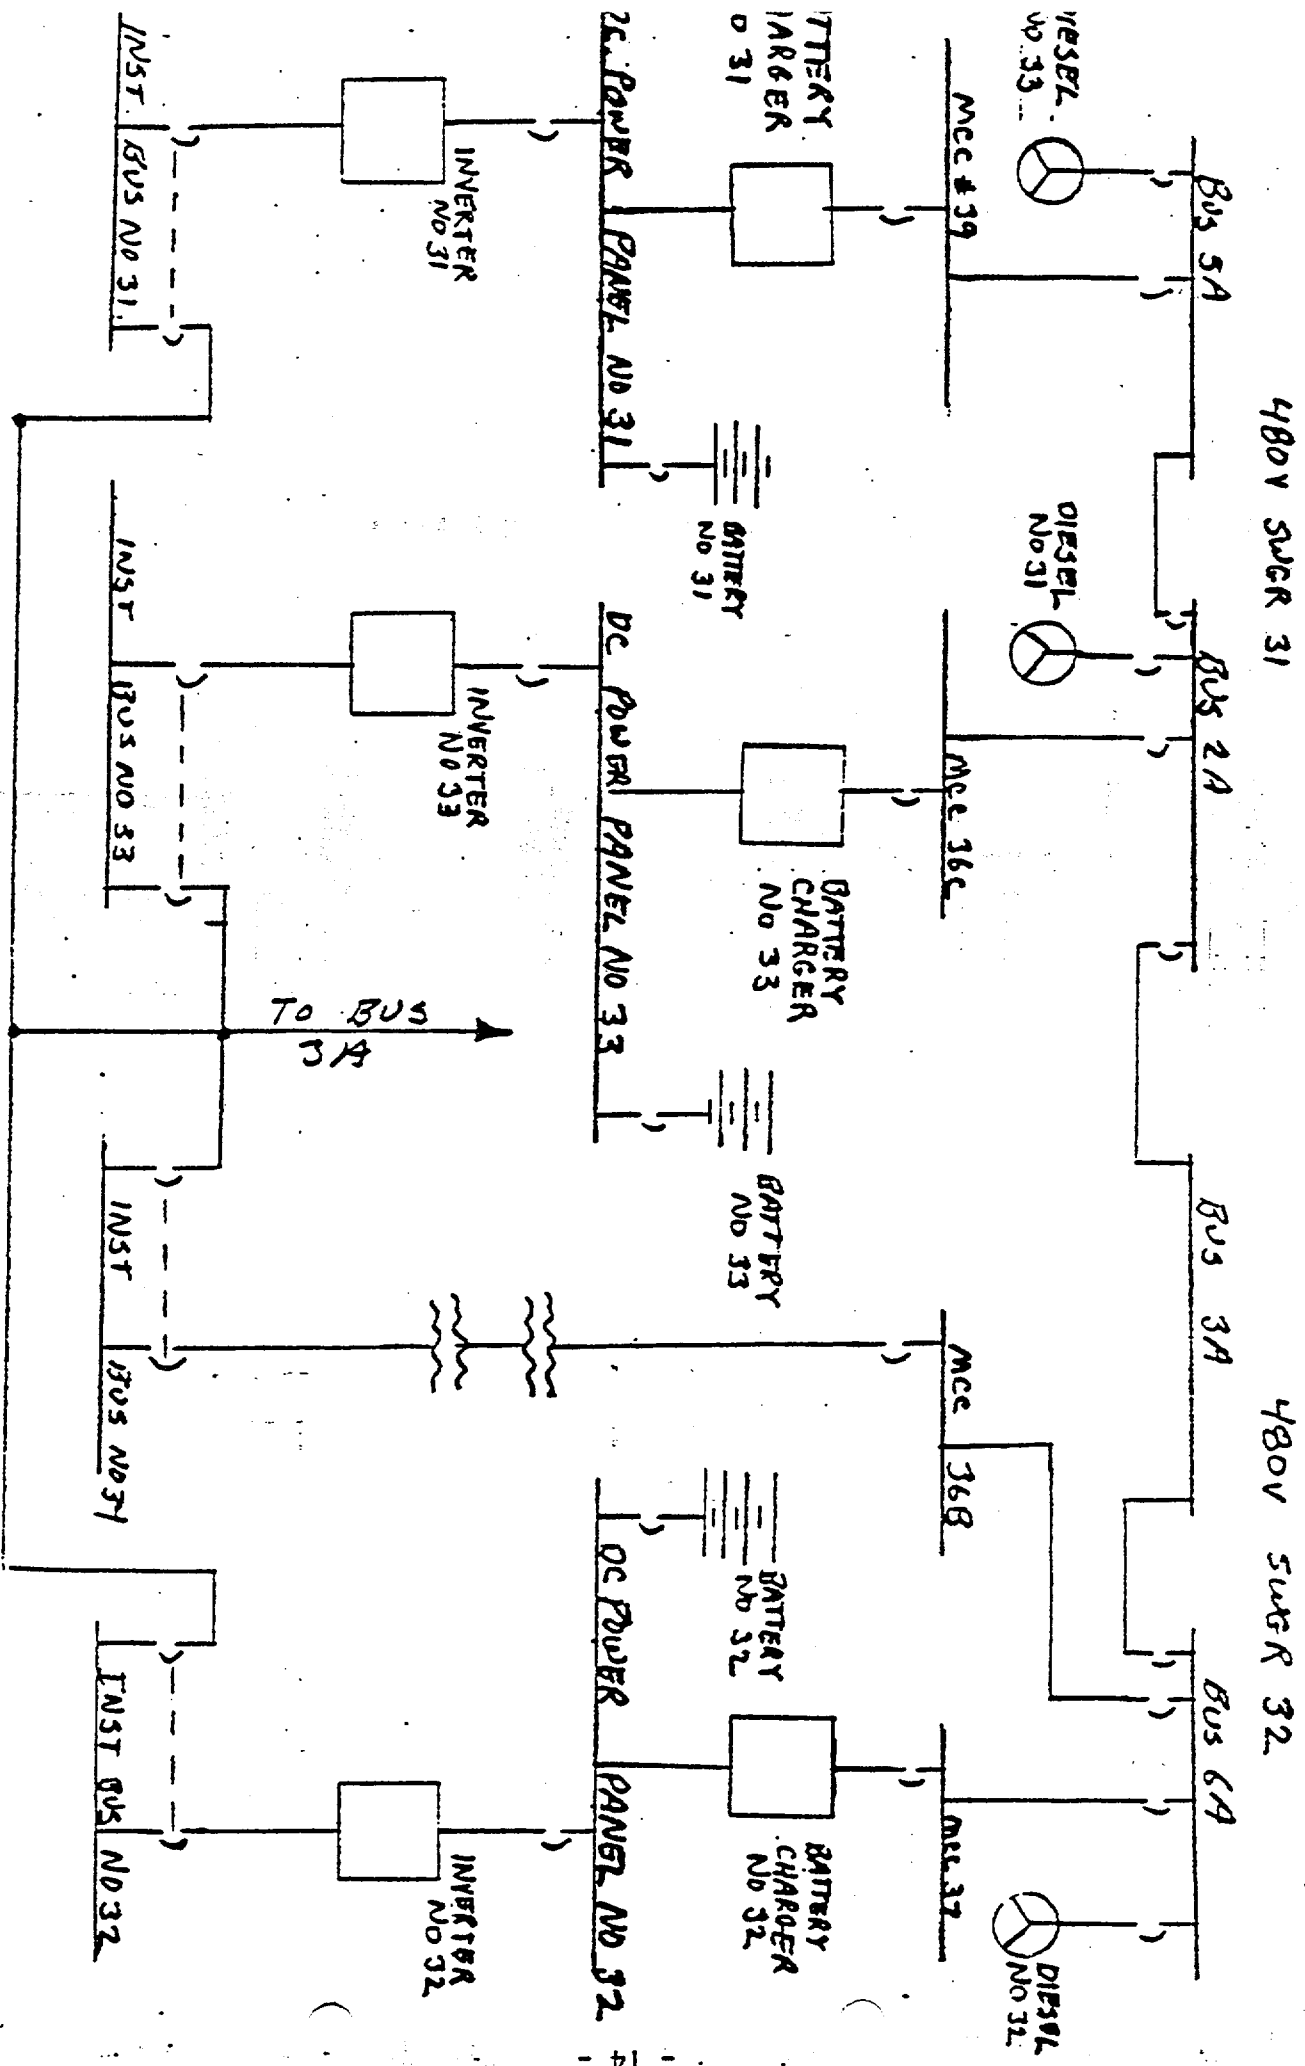 480V SWGR 31
480V SWGR 32
BUS 5A
BUS 2A
BUS 3A
BUS 6A
DIESEL
NO 31
DIESEL
NO 32
MCC #39
MCC 36C
MCC
36B
MCC 37
NO 33
BATTERY
CHARGER
NO 33
BATTERY
CHARGER
NO 32
BATTERY
NO 31
BATTERY
NO 33
BATTERY
NO 32
POWER PANEL NO 31
DC POWER PANEL NO 33
DC POWER PANEL NO 32
INVERTER
NO 31
INVERTER
NO 33
INVERTER
NO 32
TO BUS
3A
INST BUS NO 31
INST BUS NO 33
INST BUS NO 34
INST BUS NO 32
- 14 -